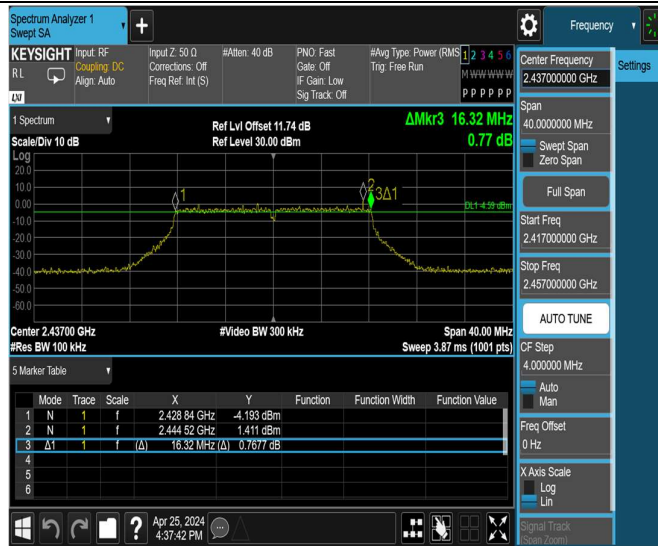 Spectrum Analyzer 1
Swept SA
Frequency
KEYSIGHT
RL
LXI
Input: RF
Coupling: DC
Align: Auto
Input Z: 50 Ω
Corrections: Off
Freq Ref: Int (S)
#Atten: 40 dB
PNO: Fast
Gate: Off
IF Gain: Low
Sig Track: Off
#Avg Type: Power (RMS
Trig: Free Run
1 2 3 4 5 6
M W W W W W
P P P P P P
1 Spectrum
Scale/Div 10 dB
Ref Lvl Offset 11.74 dB
Ref Level 30.00 dBm
ΔMkr3 16.32 MHz
0.77 dB
Log
20.0
10.0
0.00
-10.0
-20.0
-30.0
-40.0
-50.0
-60.0
1
2
3Δ1
DL1 -4.59 dBm
Center 2.43700 GHz
#Res BW 100 kHz
#Video BW 300 kHz
Span 40.00 MHz
Sweep 3.87 ms (1001 pts)
5 Marker Table
Mode Trace Scale X Y Function Function Width Function Value
1 N 1 f 2.428 84 GHz -4.193 dBm
2 N 1 f 2.444 52 GHz 1.411 dBm
3 Δ1 1 f (Δ) 16.32 MHz (Δ) 0.7677 dB
4
5
6
Apr 25, 2024
4:37:42 PM
Center Frequency
2.437000000 GHz
Settings
Span
40.0000000 MHz
Swept Span
Zero Span
Full Span
Start Freq
2.417000000 GHz
Stop Freq
2.457000000 GHz
AUTO TUNE
CF Step
4.000000 MHz
Auto
Man
Freq Offset
0 Hz
X Axis Scale
Log
Lin
Signal Track
(Span Zoom)